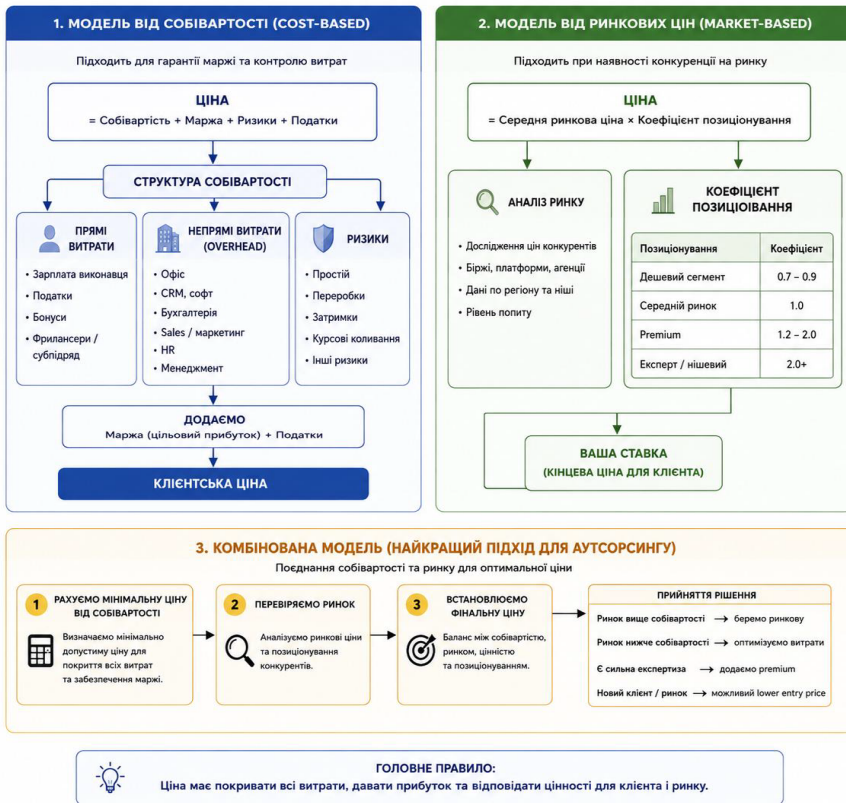 1. МОДЕЛЬ ВІД СОБІВАРТОСТІ (COST-BASED)
Підходить для гарантії маржі та контролю витрат
ЦІНА
= Собівартість + Маржа + Ризики + Податки
СТРУКТУРА СОБІВАРТОСТІ
ПРЯМІ
ВИТРАТИ
• Зарплата виконавця
• Податки
• Бонуси
• Фрилансери /
субпідряд
НЕПРЯМІ ВИТРАТИ
(OVERHEAD)
• Офіс
• CRM, софт
• Бухгалтерія
• Sales / маркетинг
• HR
• Менеджмент
РИЗИКИ
• Простій
• Переробки
• Затримки
• Курсові коливання
• Інші ризики
ДОДАЄМО
Маржа (цільовий прибуток) + Податки
КЛІЄНТСЬКА ЦІНА
2. МОДЕЛЬ ВІД РИНКОВИХ ЦІН (MARKET-BASED)
Підходить при наявності конкуренції на ринку
ЦІНА
= Середня ринкова ціна × Коефіцієнт позиціонування
АНАЛІЗ РИНКУ
• Дослідження цін конкурентів
• Біржі, платформи, агенції
• Дані по регіону та ніші
• Рівень попиту
КОЕФІЦІЄНТ
ПОЗИЦІОІВАННЯ
Позиціонування Коефіцієнт
Дешевий сегмент 0.7 – 0.9
Середній ринок 1.0
Premium 1.2 – 2.0
Експерт / нішевий 2.0+
ВАША СТАВКА
(КІНЦЕВА ЦІНА ДЛЯ КЛІЄНТА)
3. КОМБІНОВАНА МОДЕЛЬ (НАЙКРАЩИЙ ПІДХІД ДЛЯ АУТСОРСИНГУ)
Поєднання собівартості та ринку для оптимальної ціни
1 РАХУЄМО МІНІМАЛЬНУ ЦІНУ
ВІД СОБІВАРТОСТІ
Визначаємо мінімально
допустиму ціну для
покриття всіх витрат
та забезпечення маржі.
2 ПЕРЕВІРЯЄМО РИНОК
Аналізуємо ринкові ціни
та позиціонування
конкурентів.
3 ВСТАНОВЛЮЄМО
ФІНАЛЬНУ ЦІНУ
Баланс між собівартістю,
ринком, цінністю
та позиціонуванням.
ПРИЙНЯТТЯ РІШЕННЯ
Ринок вище собівартості → беремо ринкову
Ринок нижче собівартості → оптимізуємо витрати
Є сильна експертиза → додаємо premium
Новий клієнт / ринок → можливий lower entry price
ГОЛОВНЕ ПРАВИЛО:
Ціна має покривати всі витрати, давати прибуток та відповідати цінності для клієнта і ринку.